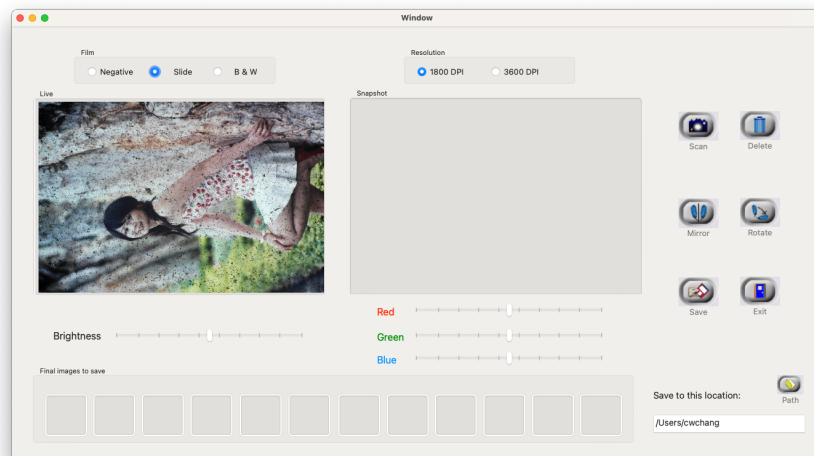 Window
Film
Negative Slide B & W
Resolution
1800 DPI 3600 DPI
Live
Snapshot
Scan Delete
Mirror Rotate
Save Exit
Red
Green
Blue
Brightness
Final images to save
Save to this location:
Path
/Users/cwchang